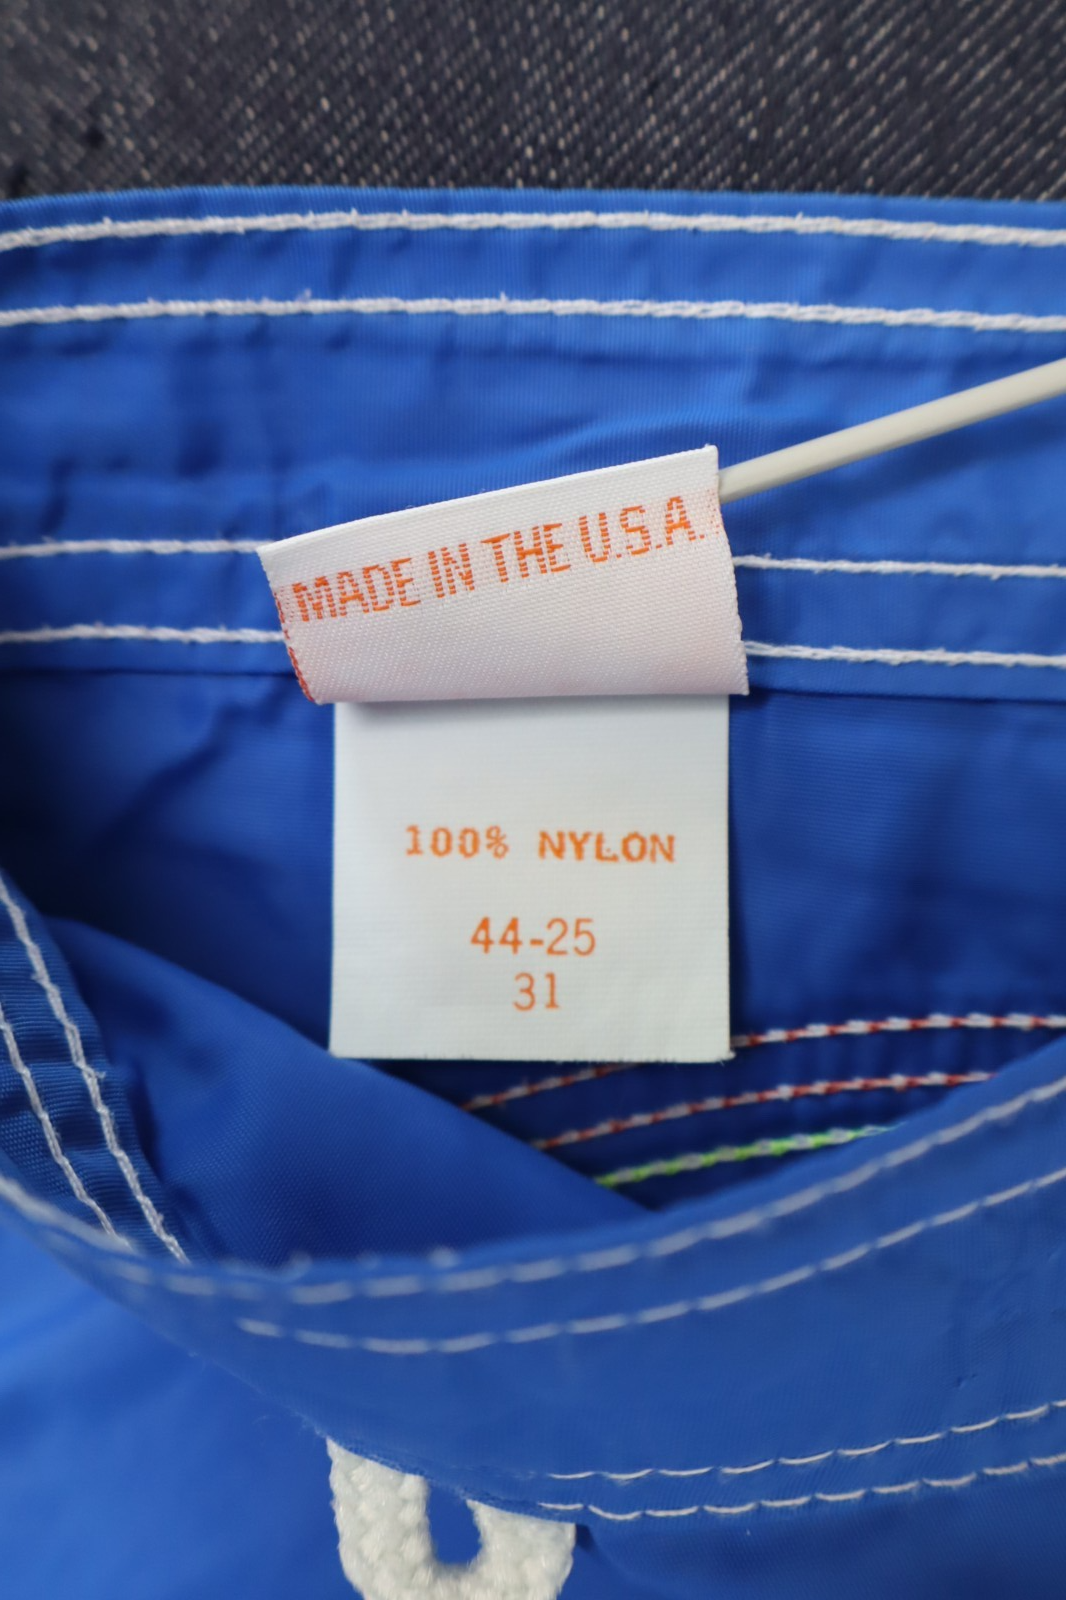 MADE IN THE U.S.A.
100% NYLON
44-25
31